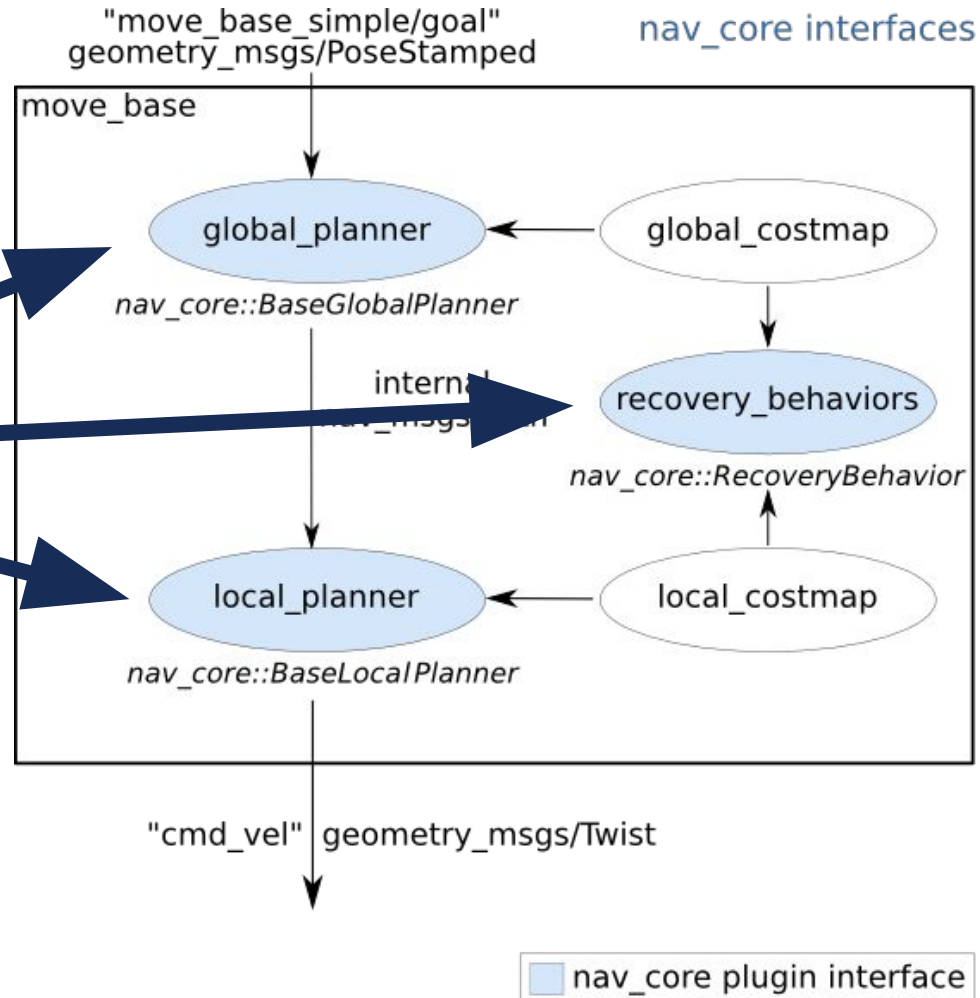 "move_base_simple/goal"
geometry_msgs/PoseStamped
nav_core interfaces
move_base
global_planner
global_costmap
nav_core::BaseGlobalPlanner
internal
recovery_behaviors
nav_core::RecoveryBehavior
local_planner
local_costmap
nav_core::BaseLocalPlanner
"cmd_vel"
geometry_msgs/Twist
nav_core plugin interface